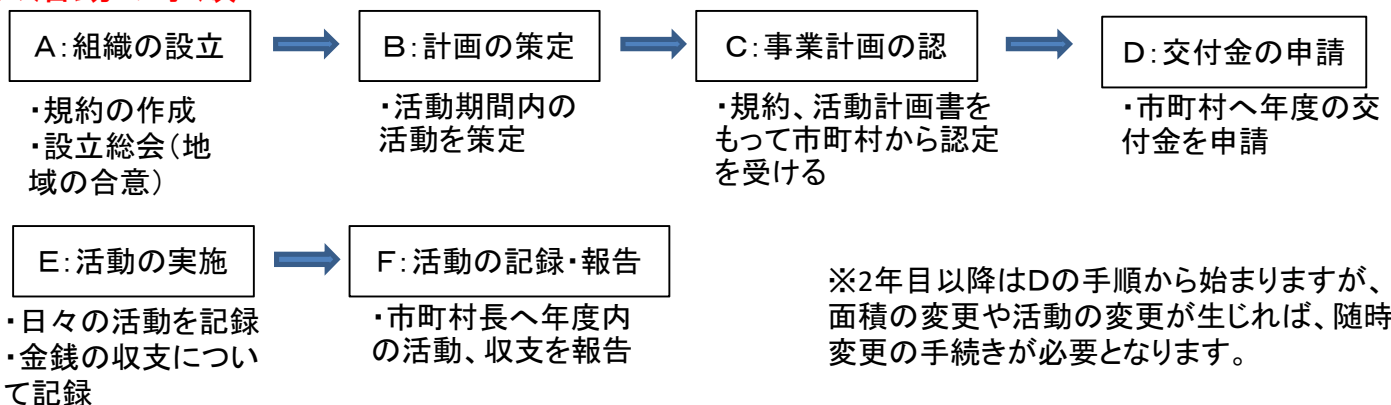 A:組織の設立
B:計画の策定
C:事業計画の認
D:交付金の申請
・規約の作成
・設立総会(地
域の合意)
・活動期間内の
活動を策定
・規約、活動計画書を
もって市町村から認定
を受ける
・市町村へ年度の交
付金を申請
E:活動の実施
F:活動の記録・報告
・日々の活動を記録
・金銭の収支につい
て記録
・市町村長へ年度内
の活動、収支を報告
※2年目以降はDの手順から始まりますが、
面積の変更や活動の変更が生じれば、随時
変更の手続きが必要となります。